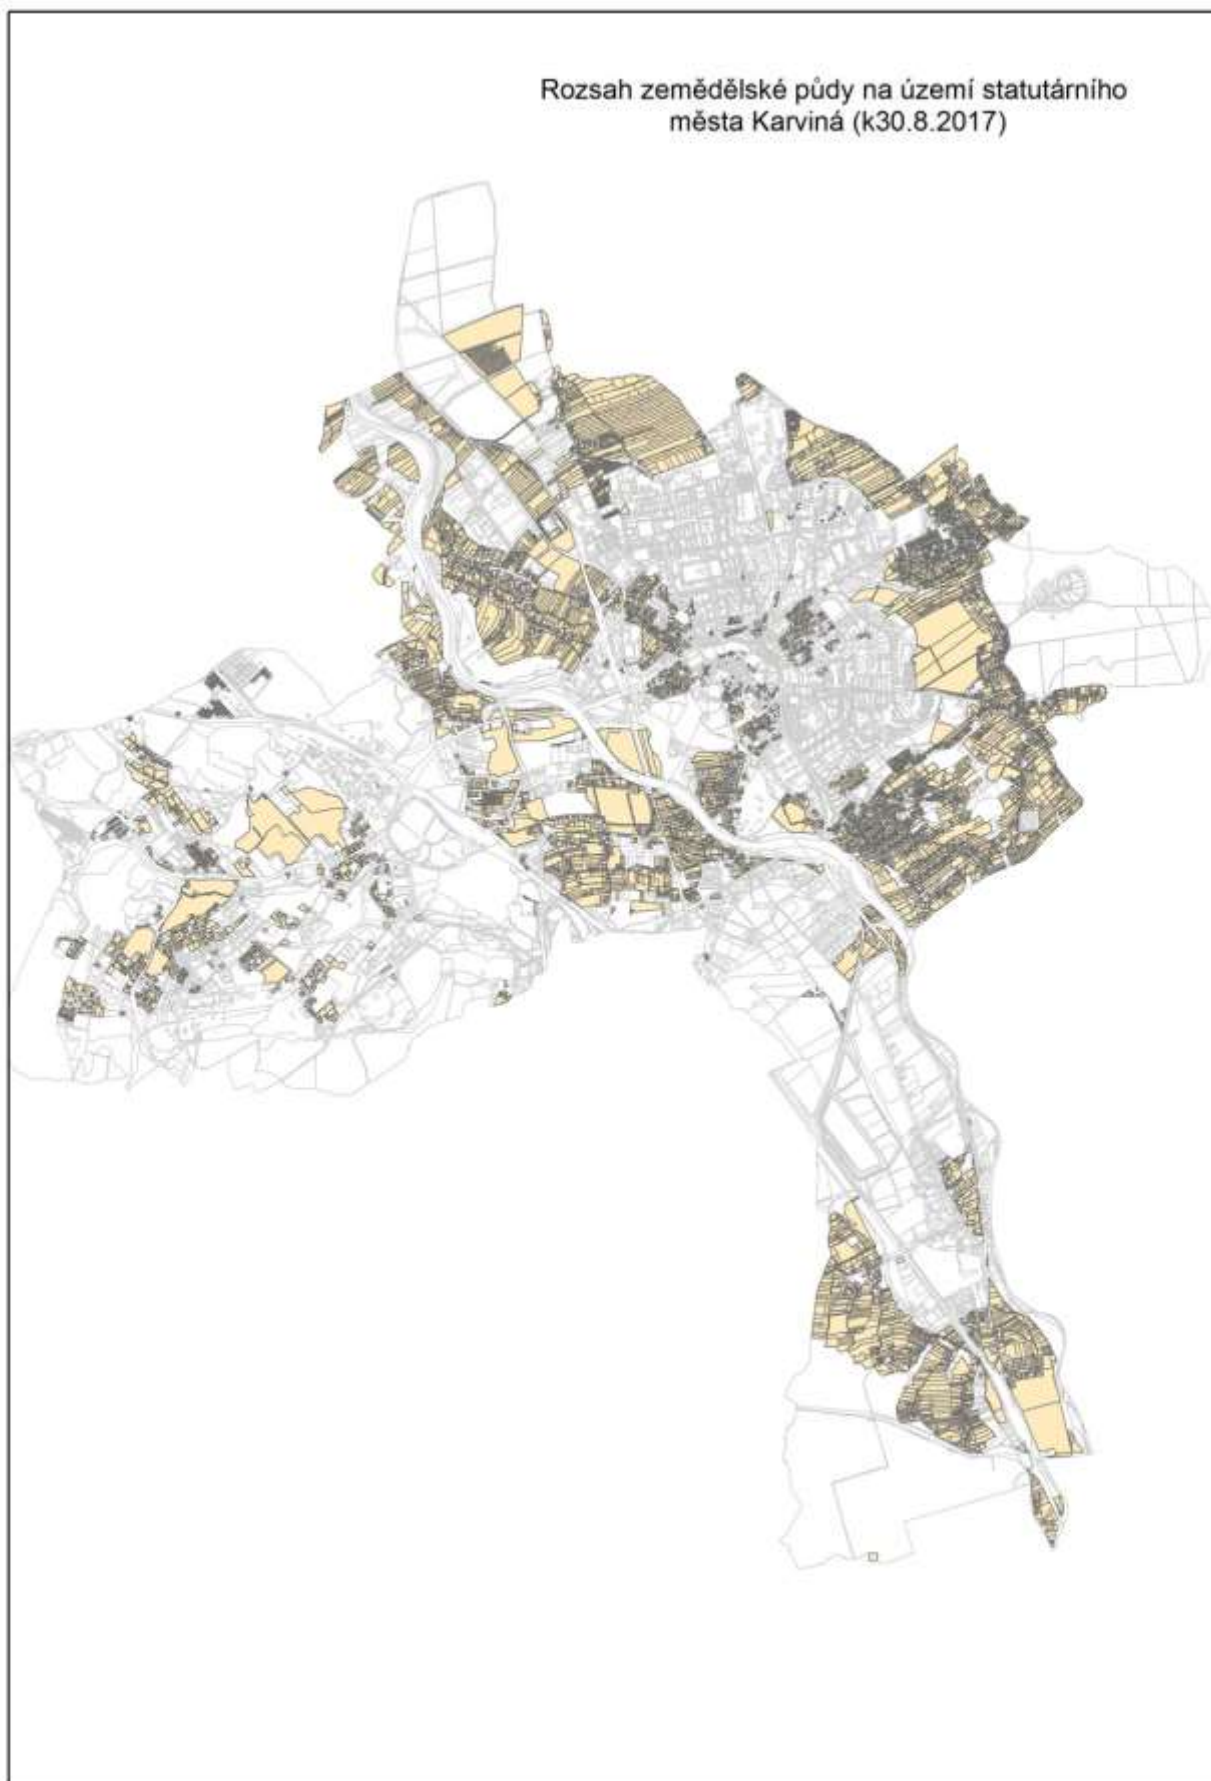 Rozsah zemědělské půdy na území statutárního
města Karviná (k30.8.2017)